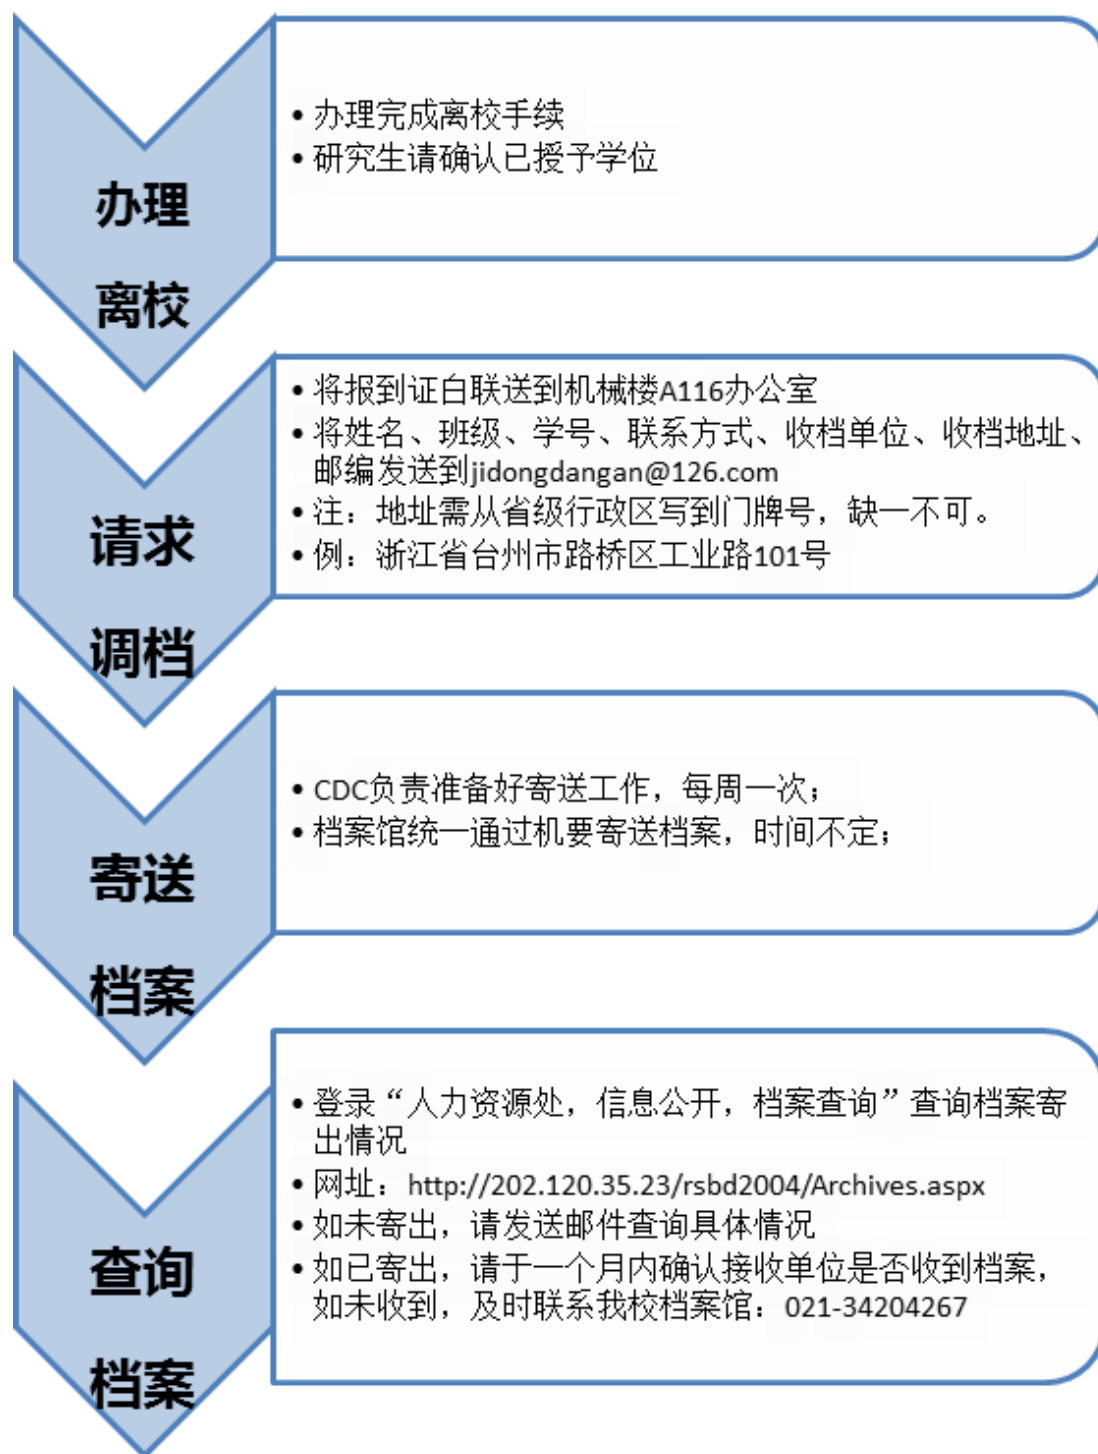 办理
离校
• 办理完成离校手续
• 研究生请确认已授予学位
请求
调档
• 将报到证白联送到机械楼A116办公室
• 将姓名、班级、学号、联系方式、收档单位、收档地址、
邮编发送到jidongdangan@126.com
• 注：地址需从省级行政区写到门牌号，缺一不可。
• 例：浙江省台州市路桥区工业路101号
寄送
档案
• CDC负责准备好寄送工作，每周一次；
• 档案馆统一通过机要寄送档案，时间不定；
查询
档案
• 登录“人力资源处，信息公开，档案查询”查询档案寄
出情况
• 网址：http://202.120.35.23/rsbd2004/Archives.aspx
• 如未寄出，请发送邮件查询具体情况
• 如已寄出，请于一个月内确认接收单位是否收到档案，
如未收到，及时联系我校档案馆：021-34204267